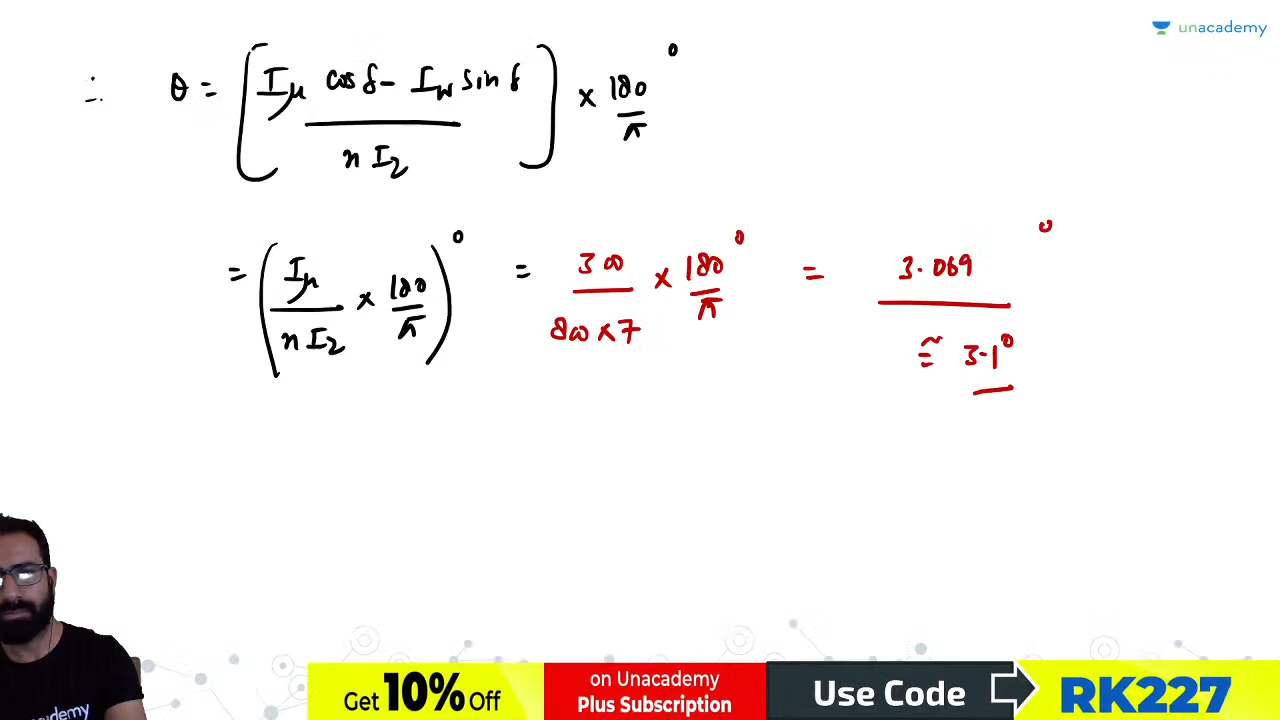 unacademy
∴ θ = [ (Iμ cos δ - Iw sin δ) / (n I2) ] × 180/π °
= ( Iμ / (n I2) × 180/π )° = 300 / (800 × 7) × 180/π ° = 3.069°
≅ 3.1°
unacademy
Get 10% Off
on Unacademy
Plus Subscription
Use Code
RK227